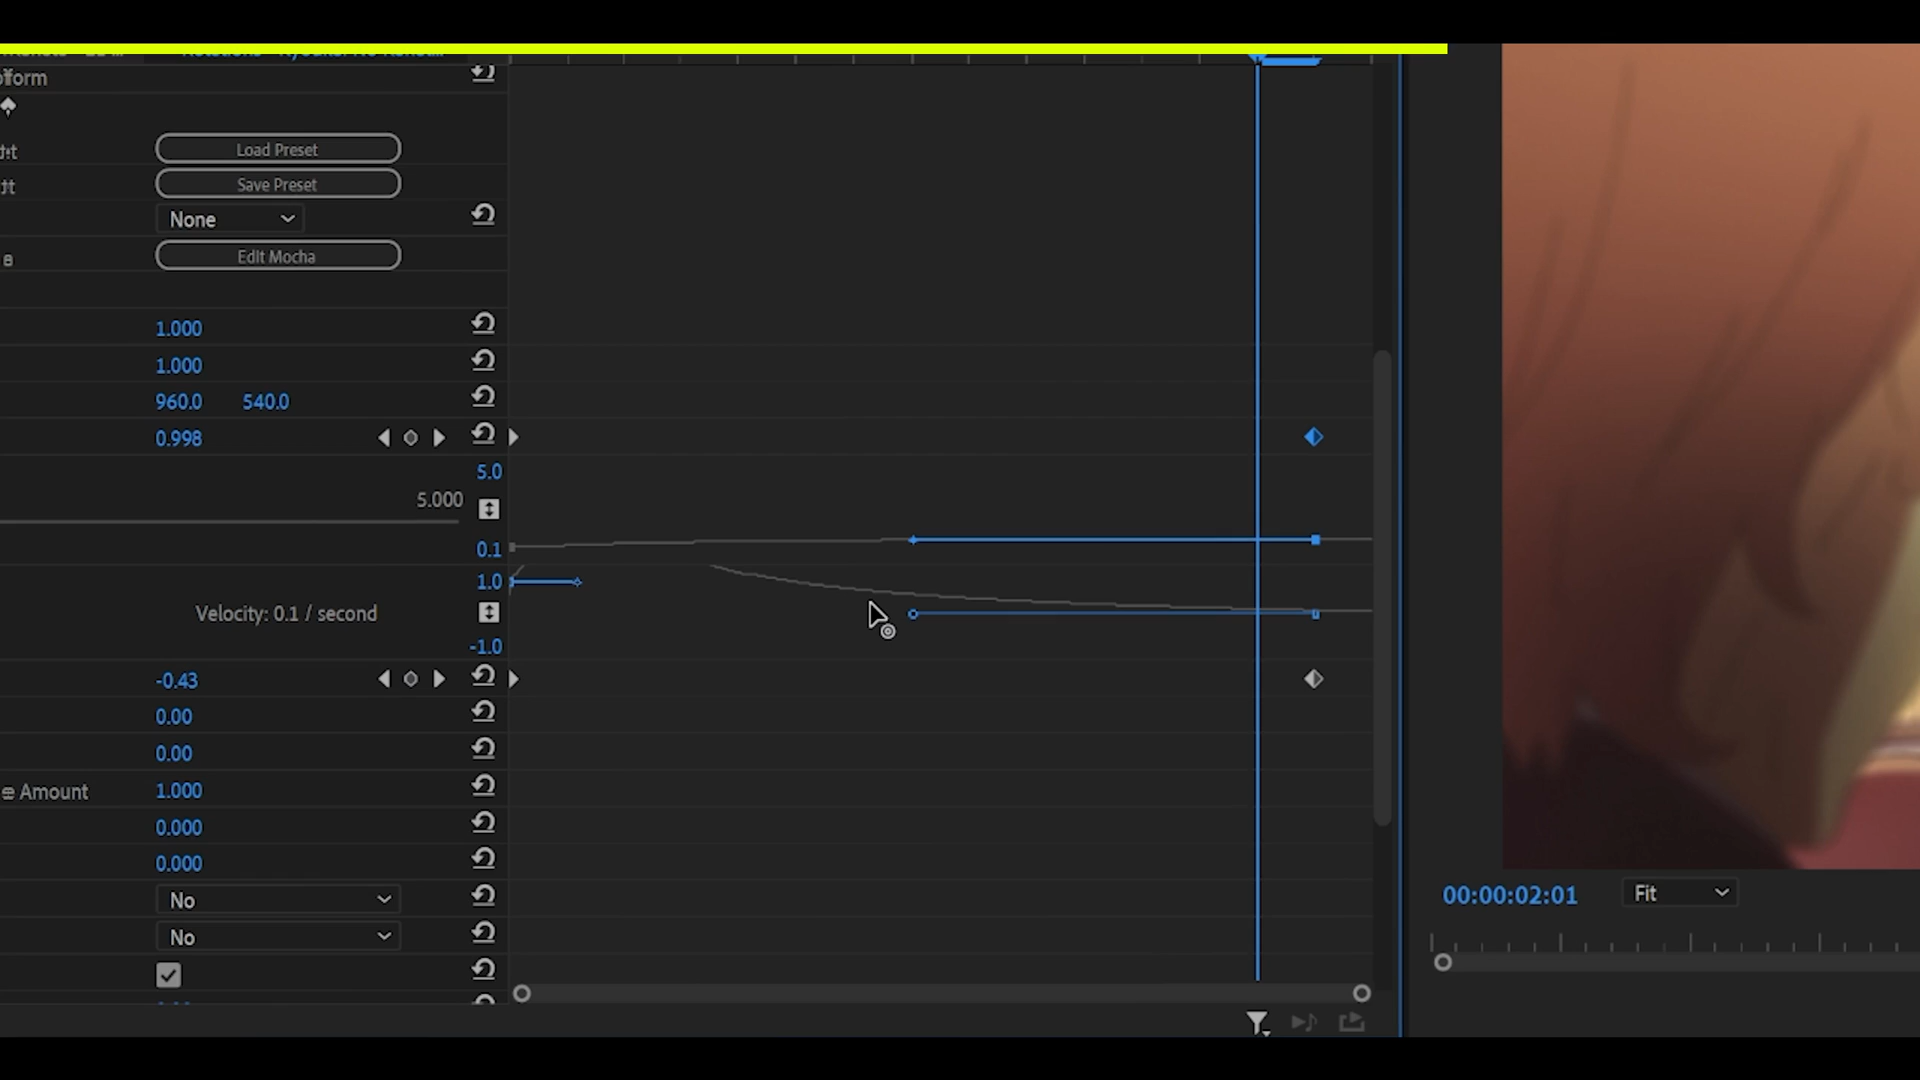 form
Load Preset
Save Preset
None
Edit Mocha
1.000
1.000
960.0 540.0
0.998
5.0
5.000
0.1
1.0
Velocity: 0.1 / second
-1.0
-0.43
0.00
0.00
e Amount
1.000
0.000
0.000
No
No
00:00:02:01
Fit